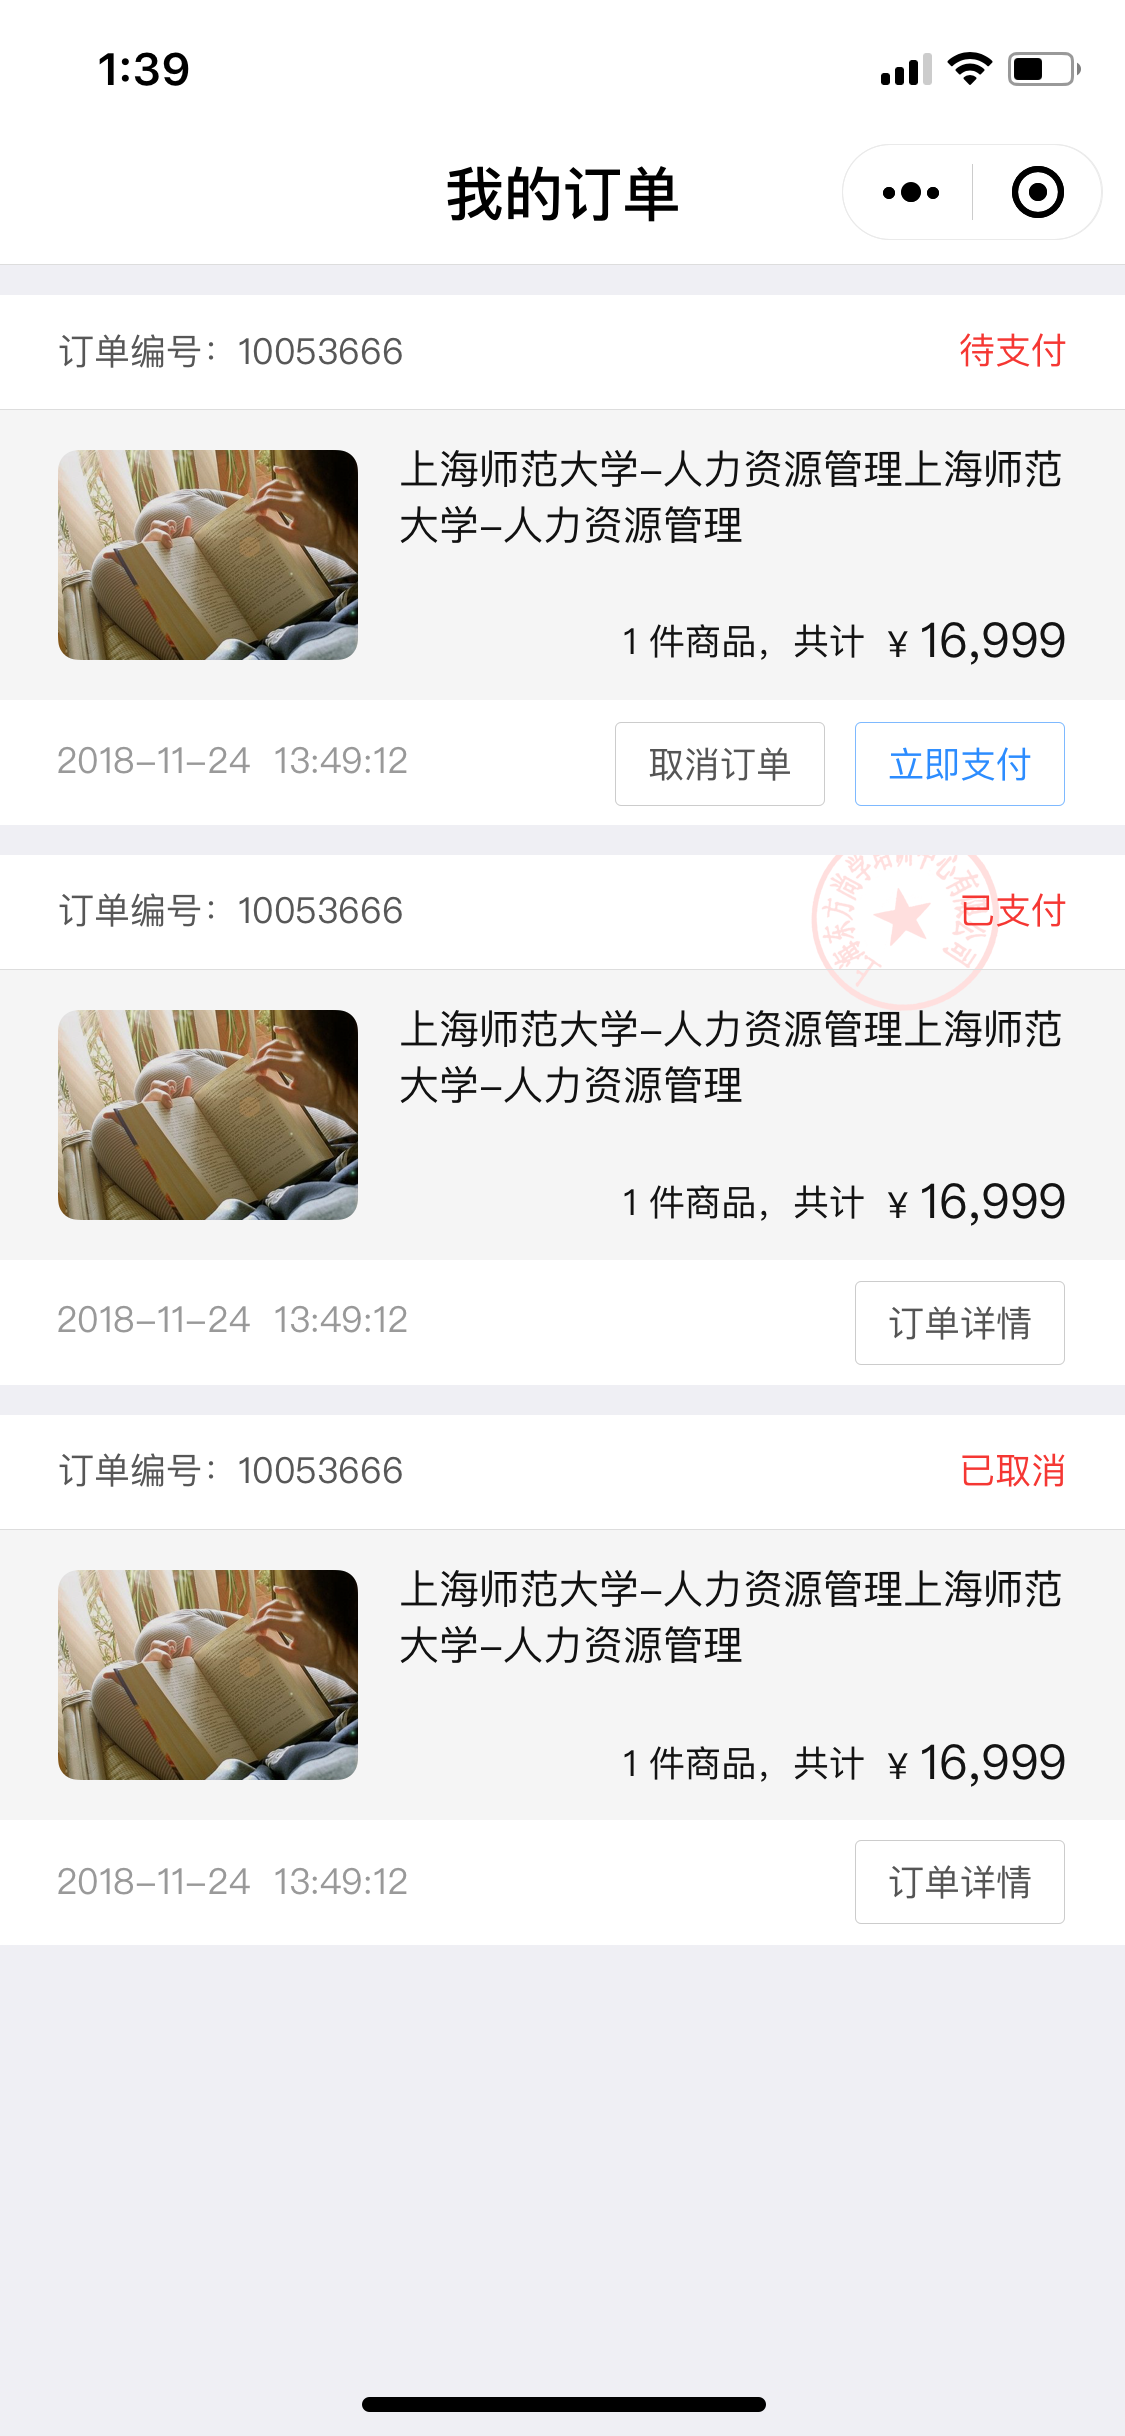 1:39
我的订单
订单编号：10053666
待支付
上海师范大学-人力资源管理上海师范
大学-人力资源管理
1 件商品，共计 ¥ 16,999
2018-11-24 13:49:12
取消订单
立即支付
订单编号：10053666
已支付
上海东方尚学培训中心有限公司
上海师范大学-人力资源管理上海师范
大学-人力资源管理
1 件商品，共计 ¥ 16,999
2018-11-24 13:49:12
订单详情
订单编号：10053666
已取消
上海师范大学-人力资源管理上海师范
大学-人力资源管理
1 件商品，共计 ¥ 16,999
2018-11-24 13:49:12
订单详情